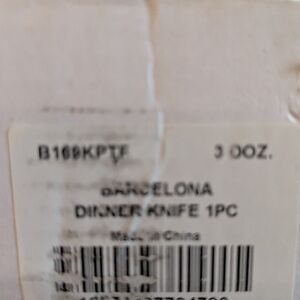 B169KPTF 3 DOZ.
BARCELONA
DINNER KNIFE 1PC
Made in China